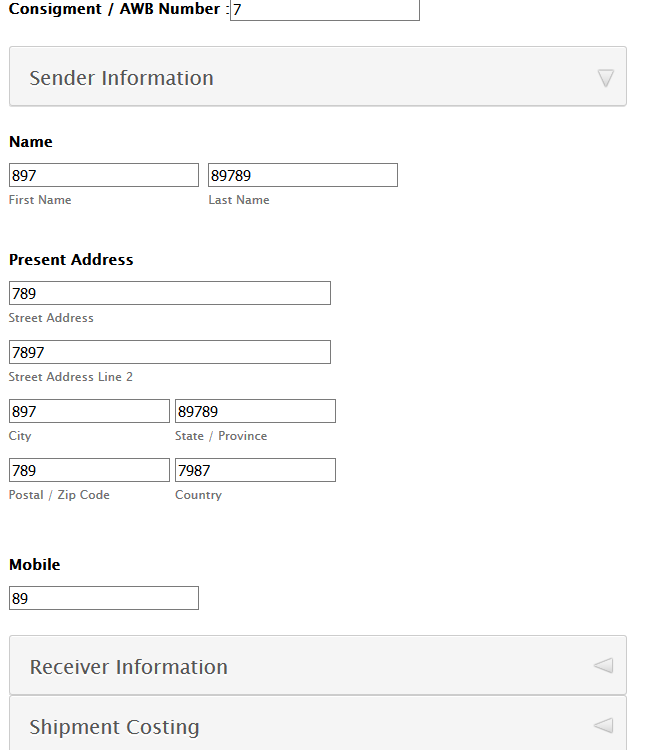 Consigment / AWB Number : 7
Sender Information
Name
897 89789
First Name Last Name
Present Address
789
Street Address
7897
Street Address Line 2
897 89789
City State / Province
789 7987
Postal / Zip Code Country
Mobile
89
Receiver Information
Shipment Costing